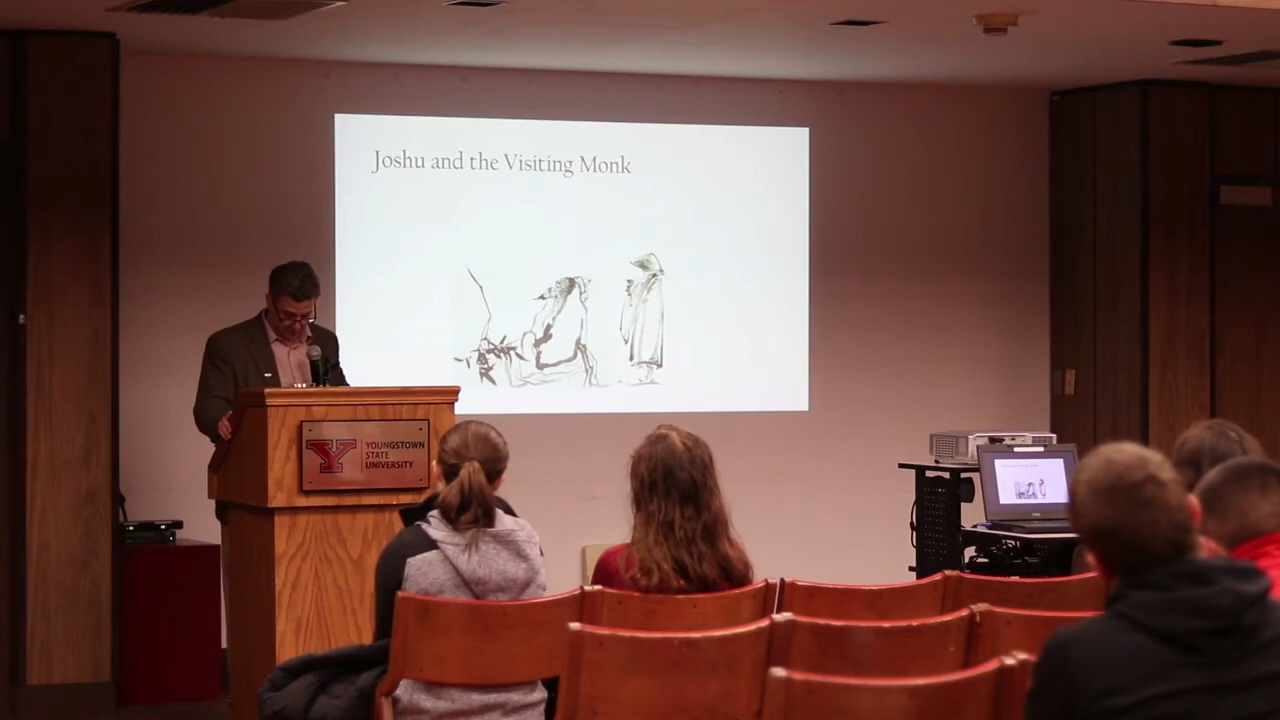 Joshu and the Visiting Monk
Y
YOUNGSTOWN
STATE
UNIVERSITY